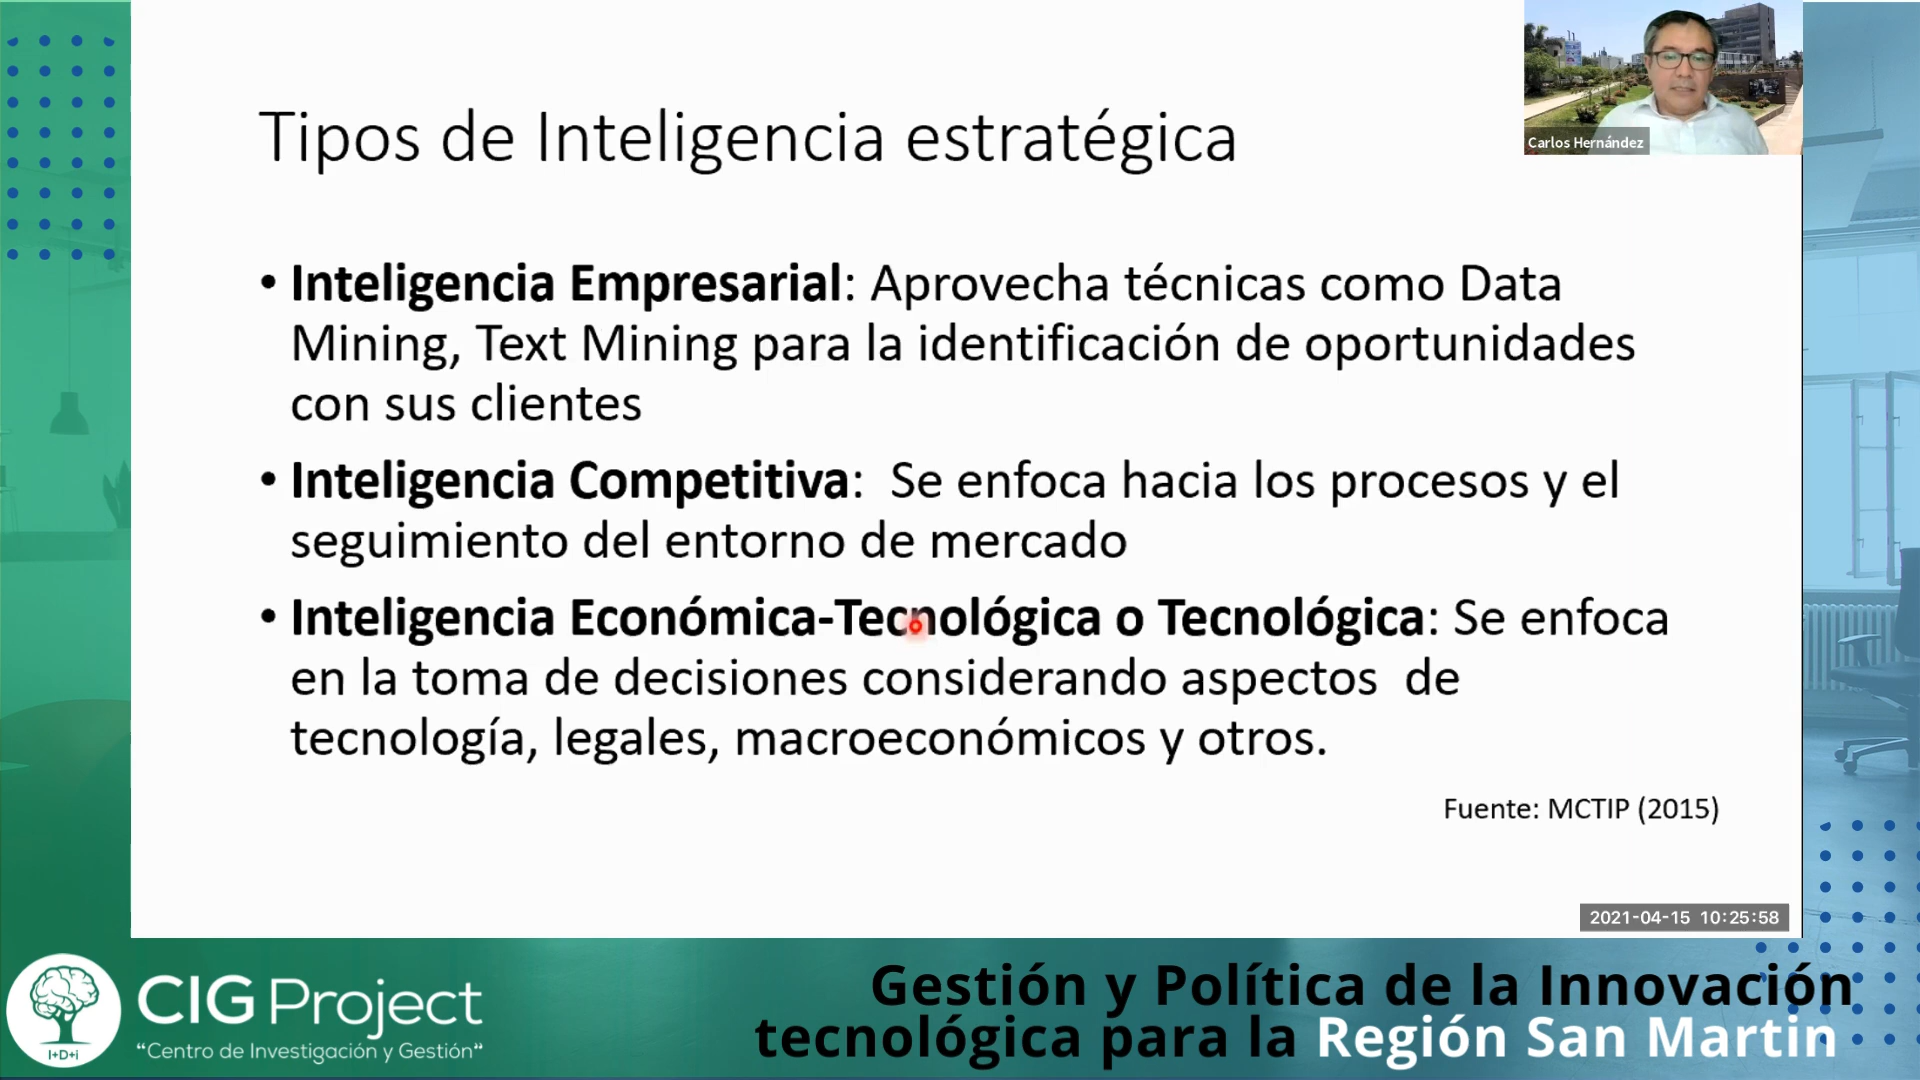 Carlos Hernández
Tipos de Inteligencia estratégica
• Inteligencia Empresarial: Aprovecha técnicas como Data
Mining, Text Mining para la identificación de oportunidades
con sus clientes
• Inteligencia Competitiva:  Se enfoca hacia los procesos y el
seguimiento del entorno de mercado
• Inteligencia Económica-Tecnológica o Tecnológica: Se enfoca
en la toma de decisiones considerando aspectos  de
tecnología, legales, macroeconómicos y otros.
Fuente: MCTIP (2015)
2021-04-15 10:25:58
I+D+i
CIG Project
“Centro de Investigación y Gestión”
Gestión y Política de la Innovación
tecnológica para la Región San Martin